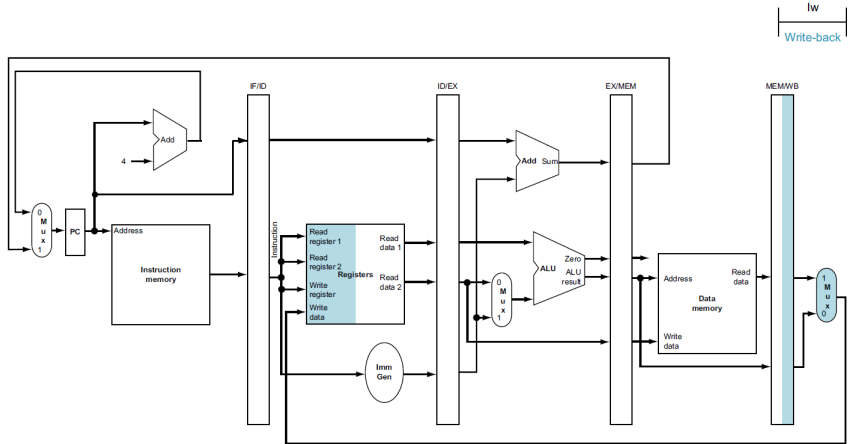 lw
Write-back
IF/ID
ID/EX
EX/MEM
MEM/WB
Add
4
Add Sum
0
M
u
x
1
PC
Address
Instruction
memory
Instruction
Read
register 1
Read
data 1
Read
register 2
Registers
Read
data 2
Write
register
Write
data
Imm
Gen
0
M
u
x
1
Zero
ALU
ALU
result
Address
Read
data
Data
memory
Write
data
1
M
u
x
0